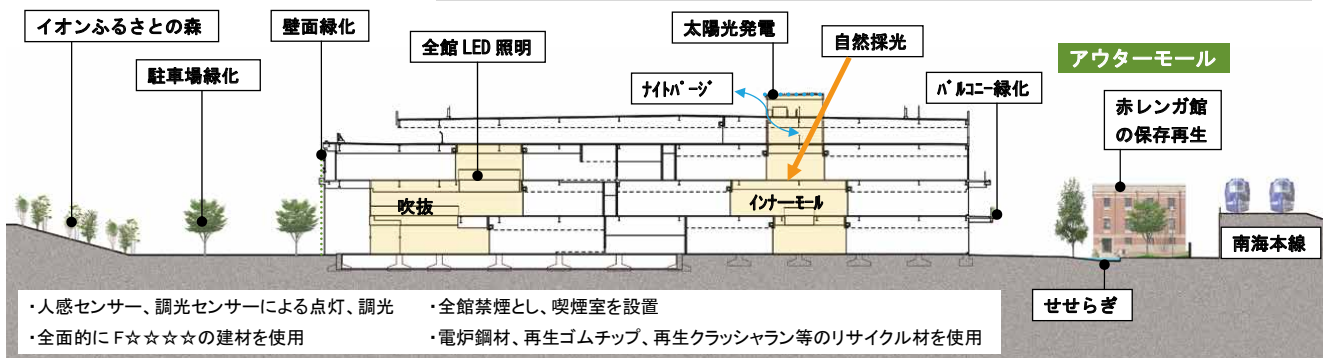 イオンふるさとの森
壁面緑化
全館 LED 照明
太陽光発電
自然採光
アウターモール
駐車場緑化
ナイトパージ
バルコニー緑化
赤レンガ館
の保存再生
吹抜
インナーモール
南海本線
せせらぎ
・人感センサー、調光センサーによる点灯、調光
・全館禁煙とし、喫煙室を設置
・全面的にF☆☆☆☆の建材を使用
・電炉鋼材、再生ゴムチップ、再生クラッシャラン等のリサイクル材を使用